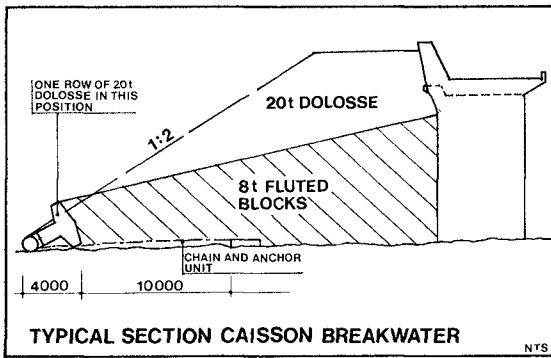 ONE ROW OF 20t
DOLOSSE IN THIS
POSITION
1:2
20t DOLOSSE
8t FLUTED
BLOCKS
CHAIN AND ANCHOR
UNIT
4000
10000
TYPICAL SECTION CAISSON BREAKWATER
NTS